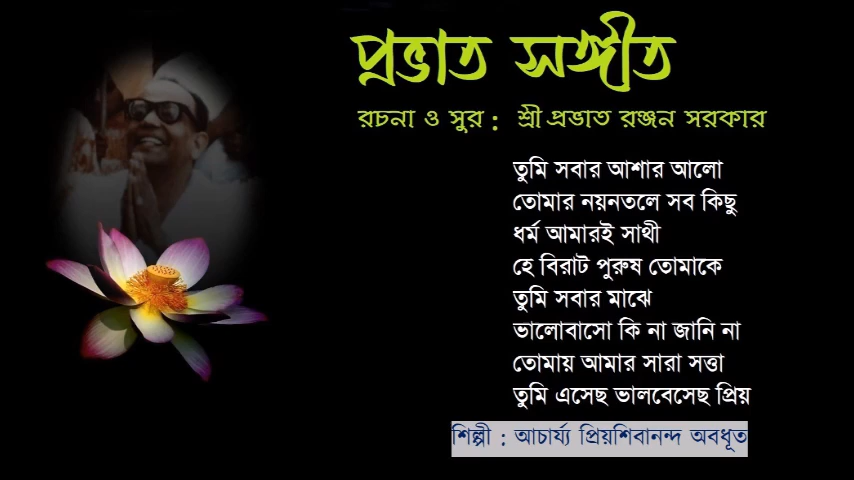 প্রভাত সঙ্গীত
রচনা ও সুর : শ্রী প্রভাত রঞ্জন সরকার
তুমি সবার আশার আলো
তোমার নয়নতলে সব কিছু
ধর্ম আমারই সাথী
হে বিরাট পুরুষ তোমাকে
তুমি সবার মাঝে
ভালোবাসো কি না জানি না
তোমায় আমার সারা সত্তা
তুমি এসেছ ভালবেসেছ প্রিয়
শিল্পী : আচার্য্য প্রিয়শিবানন্দ অবধূত